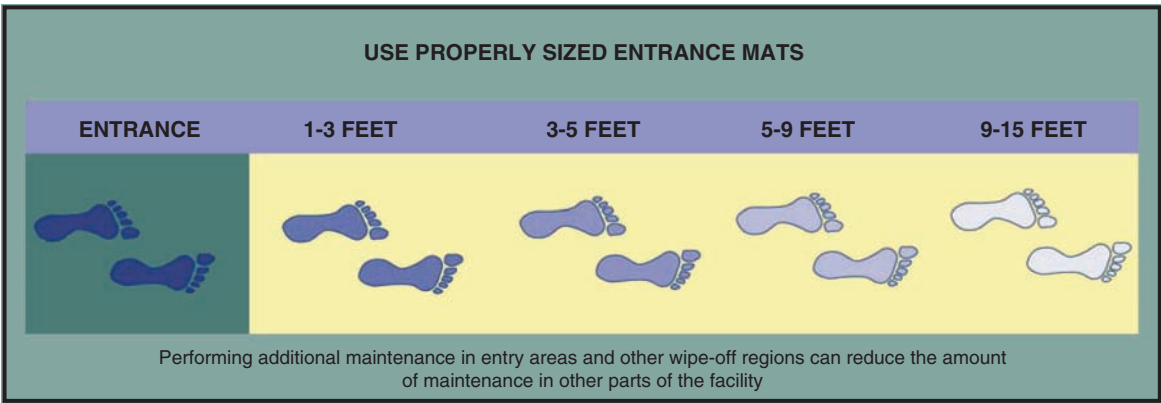 USE PROPERLY SIZED ENTRANCE MATS
ENTRANCE 1-3 FEET 3-5 FEET 5-9 FEET 9-15 FEET
Performing additional maintenance in entry areas and other wipe-off regions can reduce the amount
of maintenance in other parts of the facility